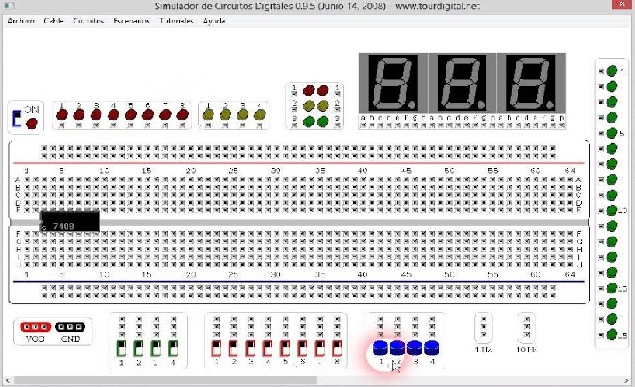 Simulador de Circuitos Digitales 0.9.5 (Junio 14, 2008) - www.tourdigital.net
Archivo Cable Circuitos Escenarios Tutoriales Ayuda
ON
1 2 3 4 5 6 7 8
1 2 3 4
1 5 10 15 20 25 30 35 40 45 50 55 60 64
A
B
C
D
E
7408
F
G
H
I
J
1 5 10 15 20 25 30 35 40 45 50 55 60 64
VDD GND
1 2 3 4
1 2 3 4 5 6 7 8
1 2 3 4
1 Hz
10 Hz